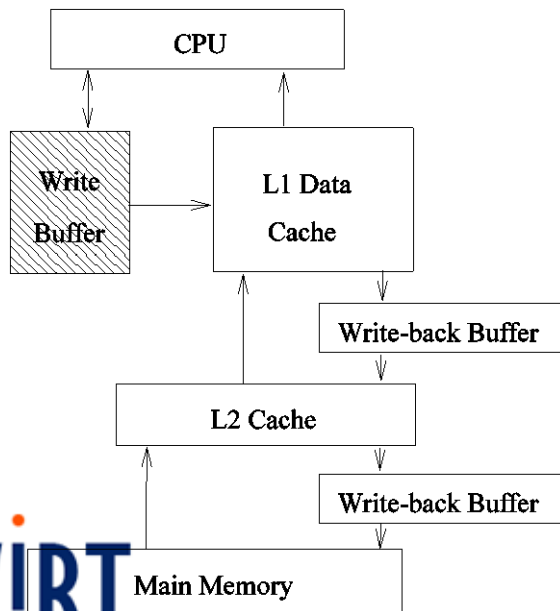 CPU
Write
Buffer
L1 Data
Cache
Write-back Buffer
L2 Cache
Write-back Buffer
Main Memory